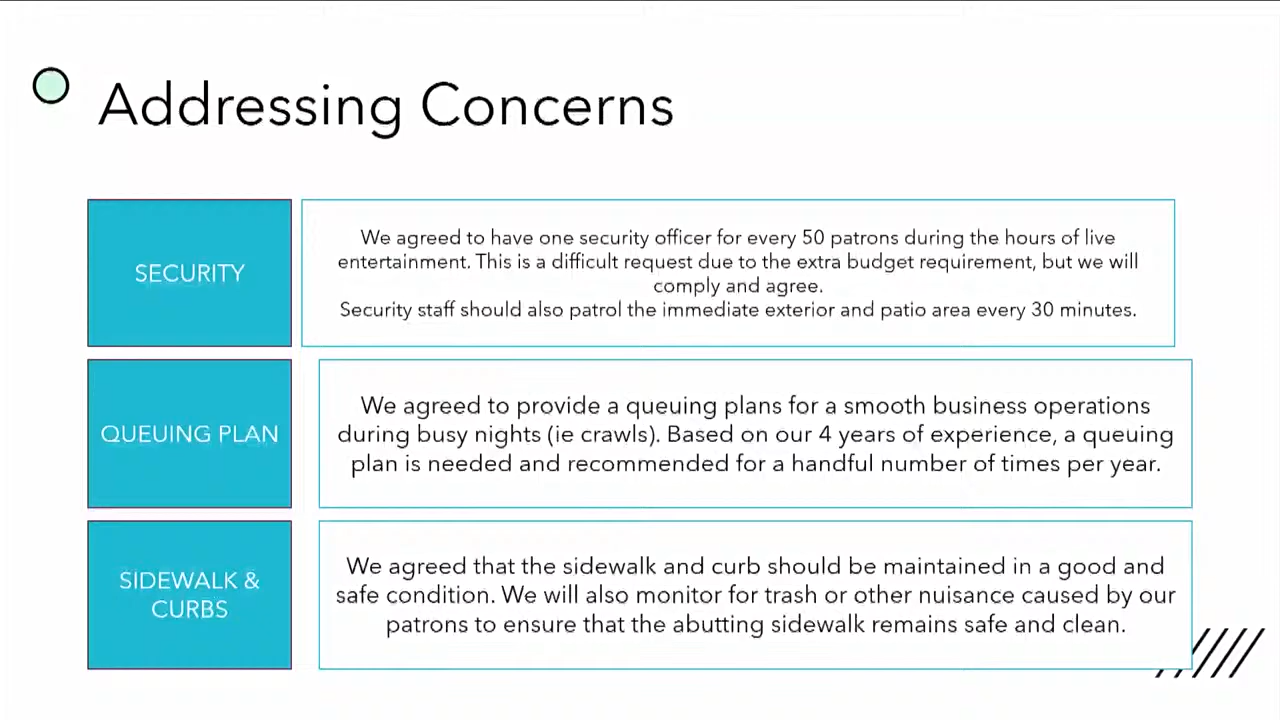 Addressing Concerns
SECURITY
We agreed to have one security officer for every 50 patrons during the hours of live
entertainment. This is a difficult request due to the extra budget requirement, but we will
comply and agree.
Security staff should also patrol the immediate exterior and patio area every 30 minutes.
QUEUING PLAN
We agreed to provide a queuing plans for a smooth business operations
during busy nights (ie crawls). Based on our 4 years of experience, a queuing
plan is needed and recommended for a handful number of times per year.
SIDEWALK &
CURBS
We agreed that the sidewalk and curb should be maintained in a good and
safe condition. We will also monitor for trash or other nuisance caused by our
patrons to ensure that the abutting sidewalk remains safe and clean.